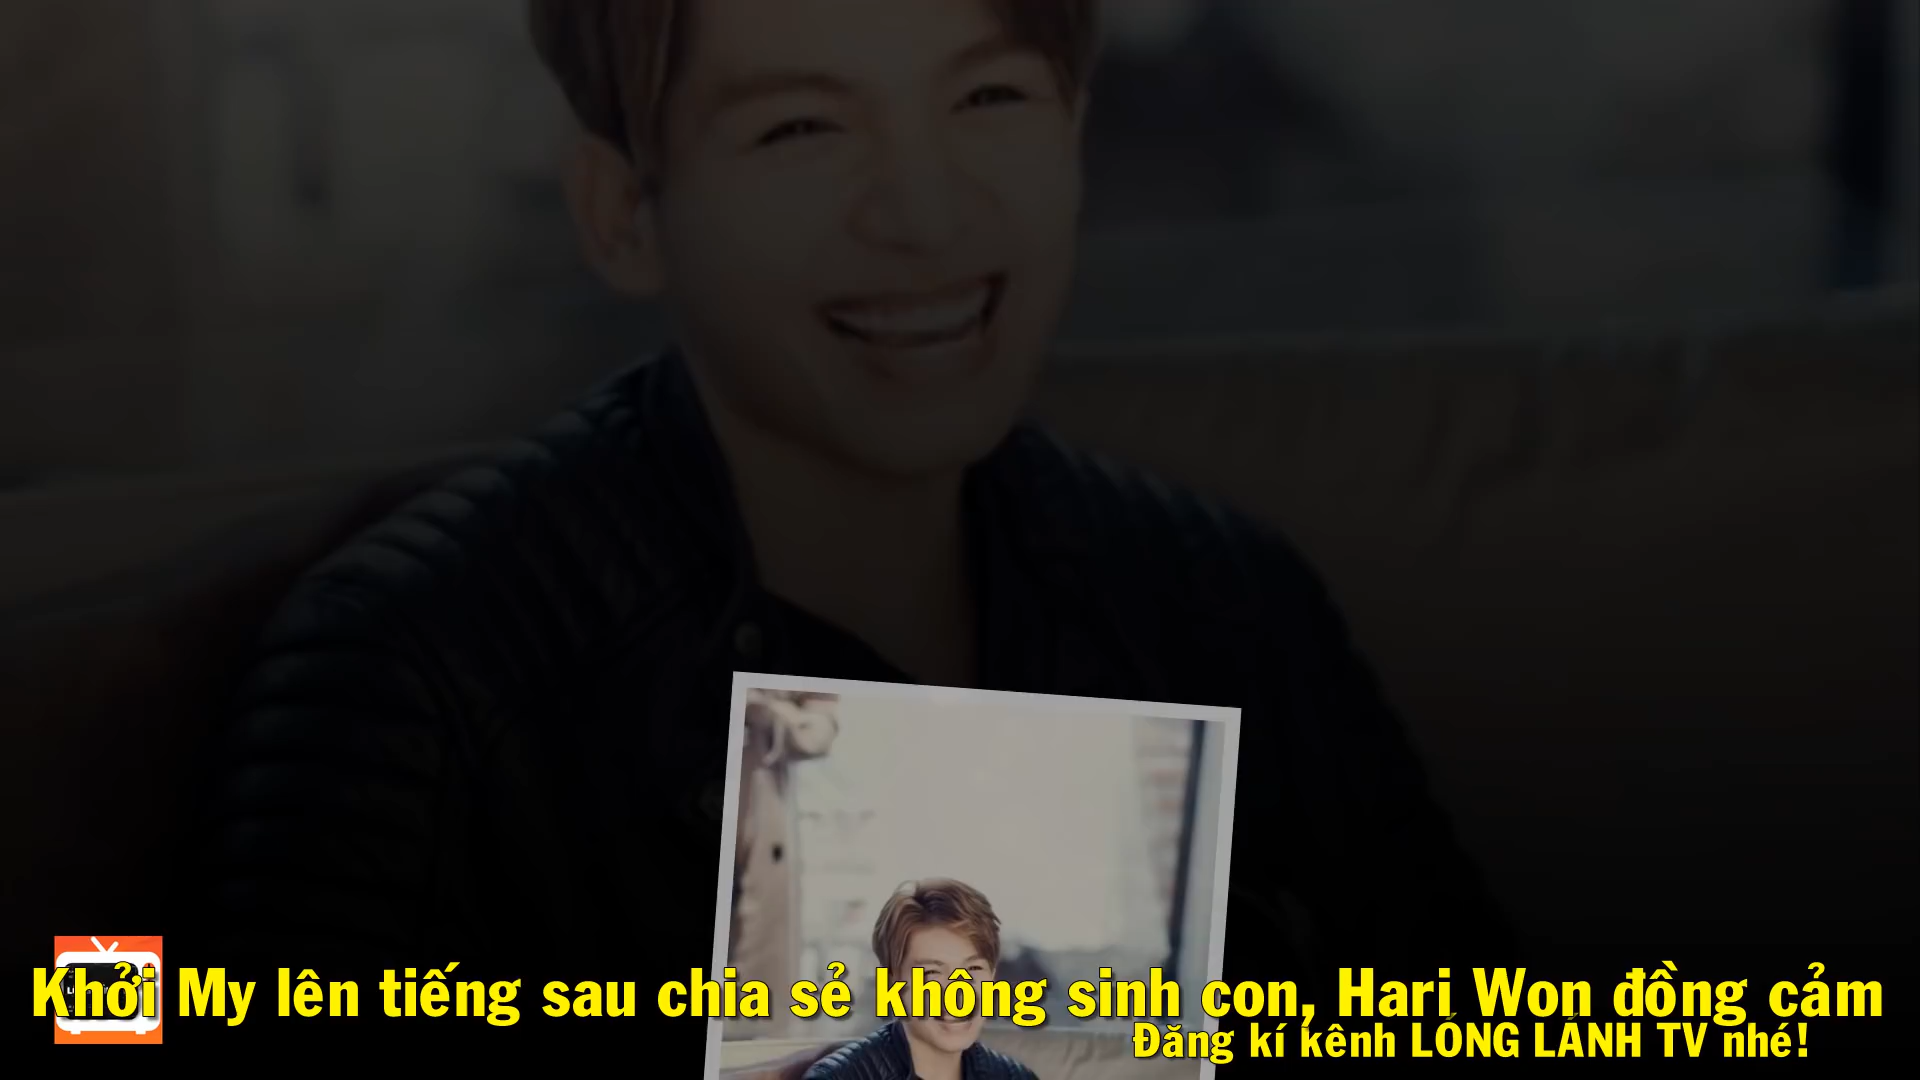 Khởi My lên tiếng sau chia sẻ không sinh con, Hari Won đồng cảm
Đăng kí kênh LÓNG LÁNH TV nhé!